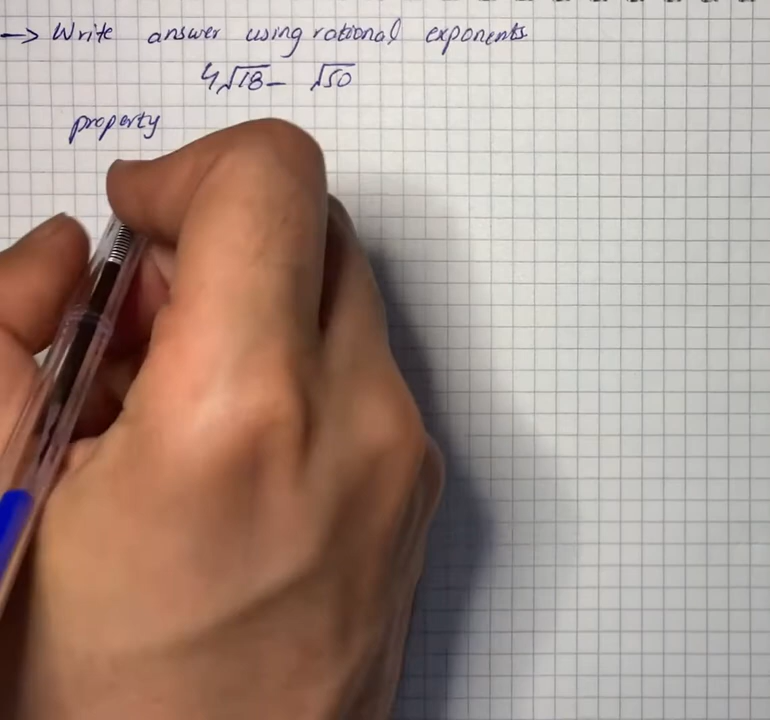 → Write answer using rational exponents
4√18 - √50
property